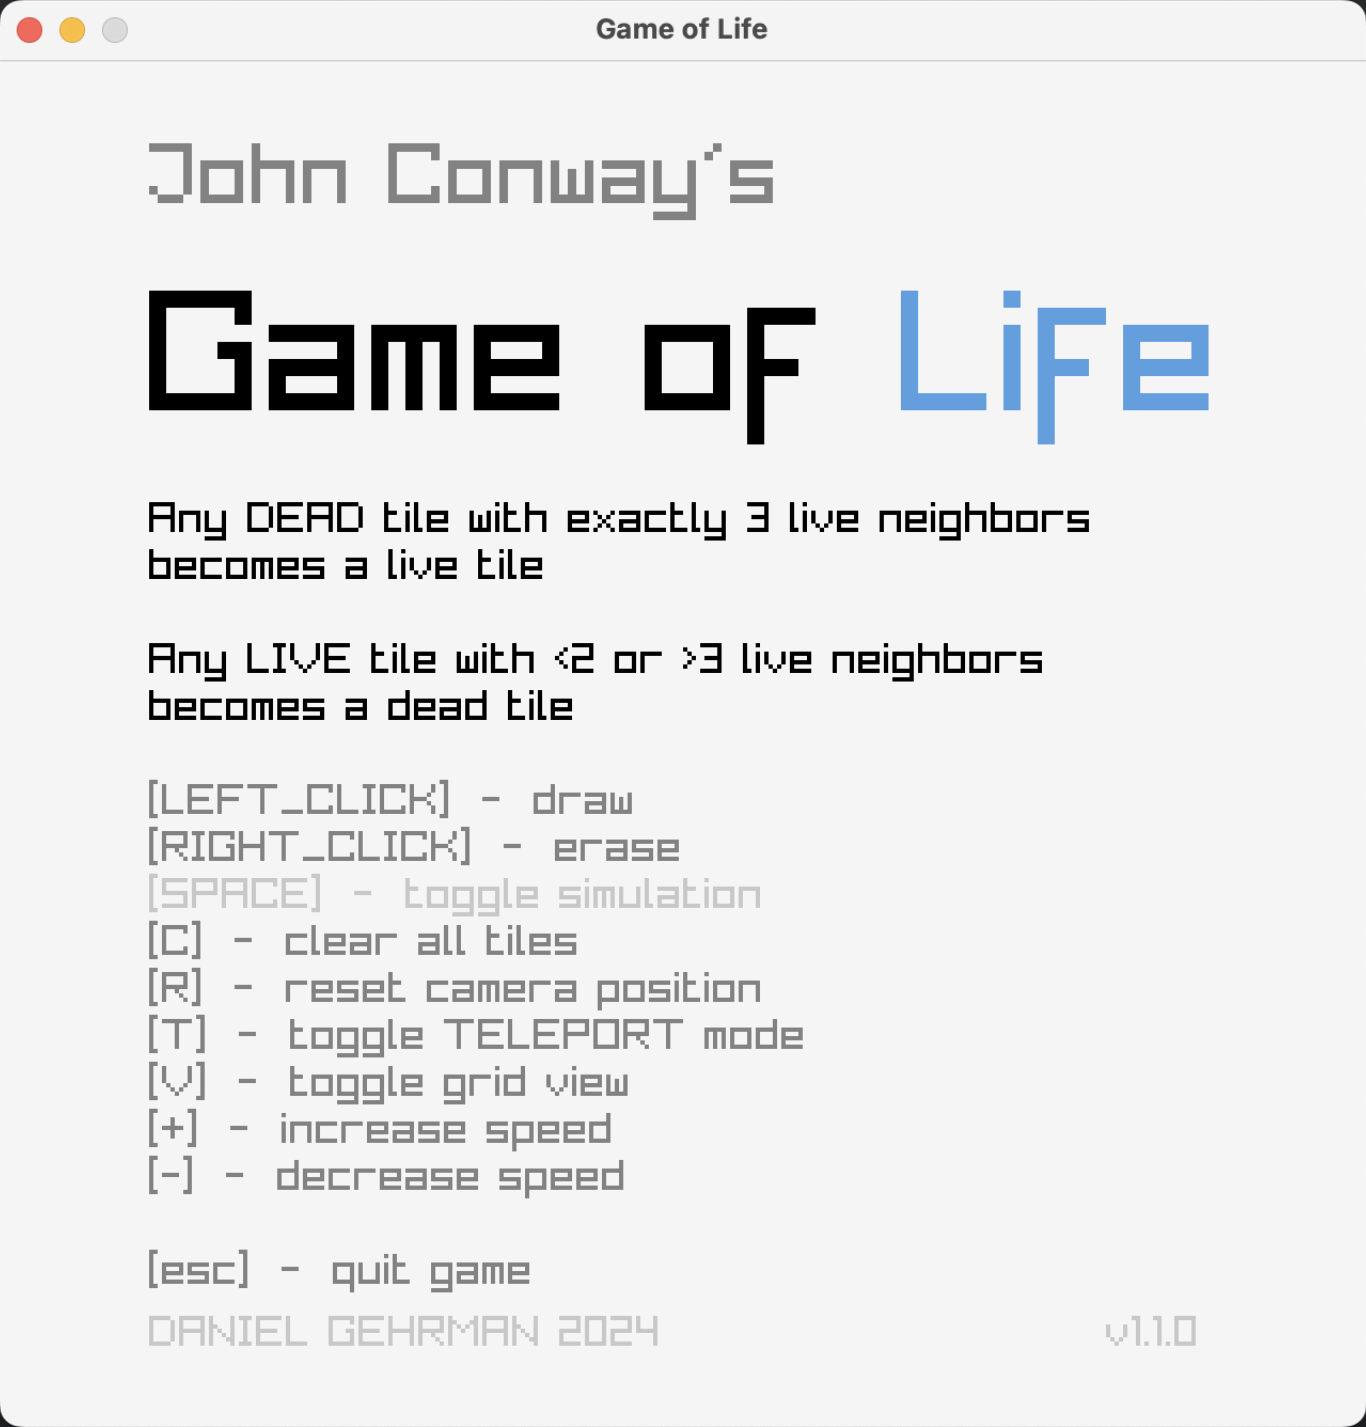 Game of Life
John Conway's
Game of Life
Any DEAD tile with exactly 3 live neighbors
becomes a live tile
Any LIVE tile with <2 or >3 live neighbors
becomes a dead tile
[LEFT_CLICK] - draw
[RIGHT_CLICK] - erase
[SPACE] - toggle simulation
[C] - clear all tiles
[R] - reset camera position
[T] - toggle TELEPORT mode
[V] - toggle grid view
[+] - increase speed
[-] - decrease speed
[esc] - quit game
DANIEL GEHRMAN 2024
v1.1.0